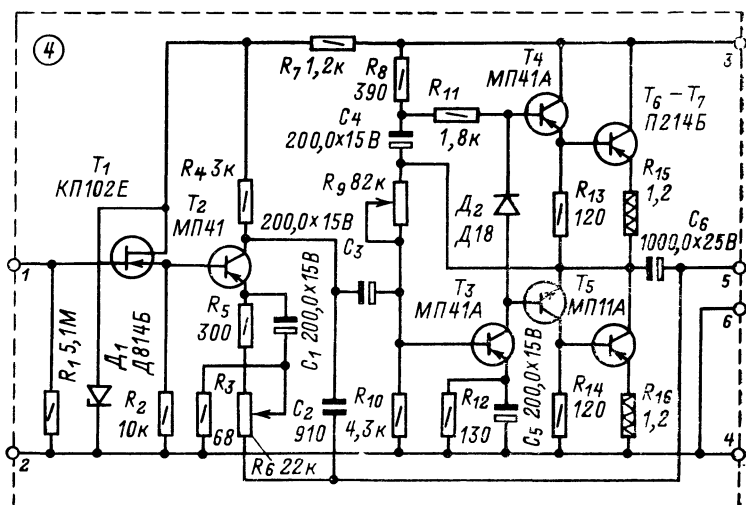 4
3
R7 1,2к
R8
390
R11
1,8к
T4
МП41А
T6 – T7
П214Б
C4
200,0×15В
T1
КП102Е
R4 3к
T2
МП41
200,0×15В
R9 82к
C3
Д2
Д18
R13
120
R15
1,2
C6
1000,0×25В
1
5
6
R1 5,1М
Д1
Д814Б
R5
300
C1 200,0×15В
T3
МП41А
T5
МП11А
R2
10к
R3
68
C2
910
R10
4,3к
R12
130
C5 200,0×15В
R14
120
R16
1,2
R6 22к
2
4